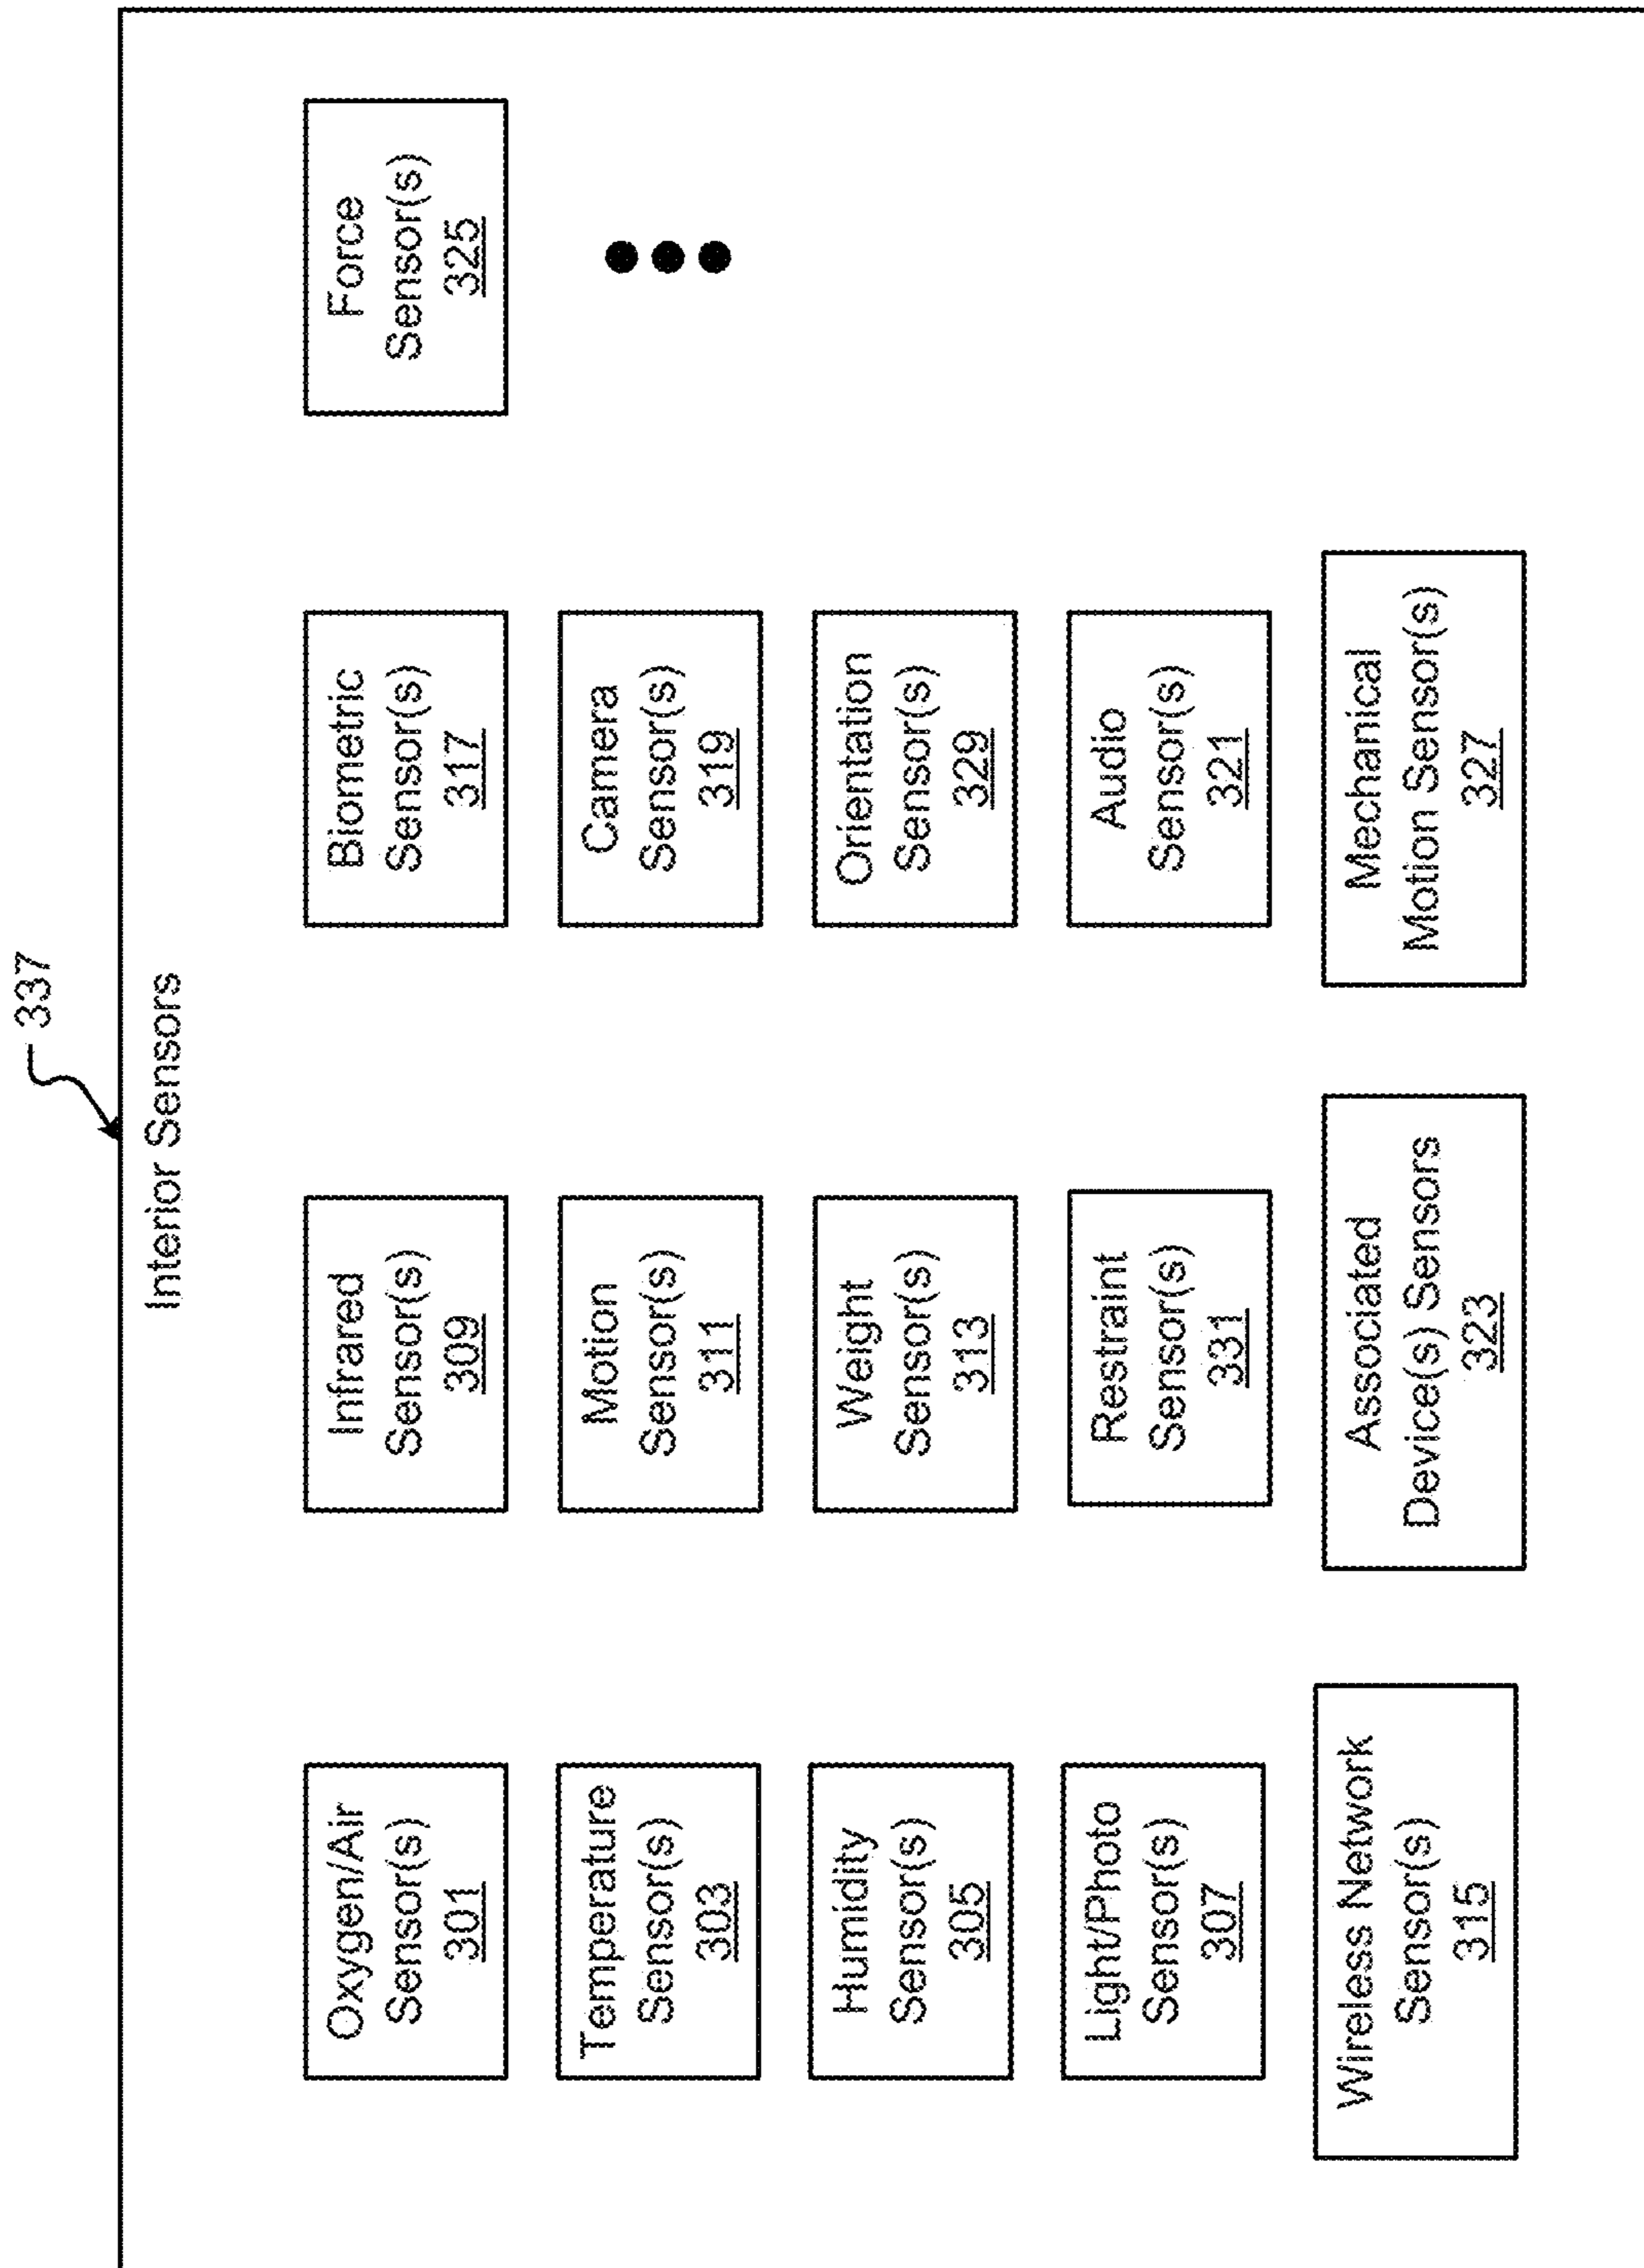 337
Interior Sensors
Oxygen/Air
Sensor(s)
301
Temperature
Sensor(s)
303
Humidity
Sensor(s)
305
Light/Photo
Sensor(s)
307
Wireless Network
Sensor(s)
315
Infrared
Sensor(s)
309
Motion
Sensor(s)
311
Weight
Sensor(s)
313
Restraint
Sensor(s)
331
Associated
Device(s) Sensors
323
Biometric
Sensor(s)
317
Camera
Sensor(s)
319
Orientation
Sensor(s)
329
Audio
Sensor(s)
321
Mechanical
Motion Sensor(s)
327
Force
Sensor(s)
325